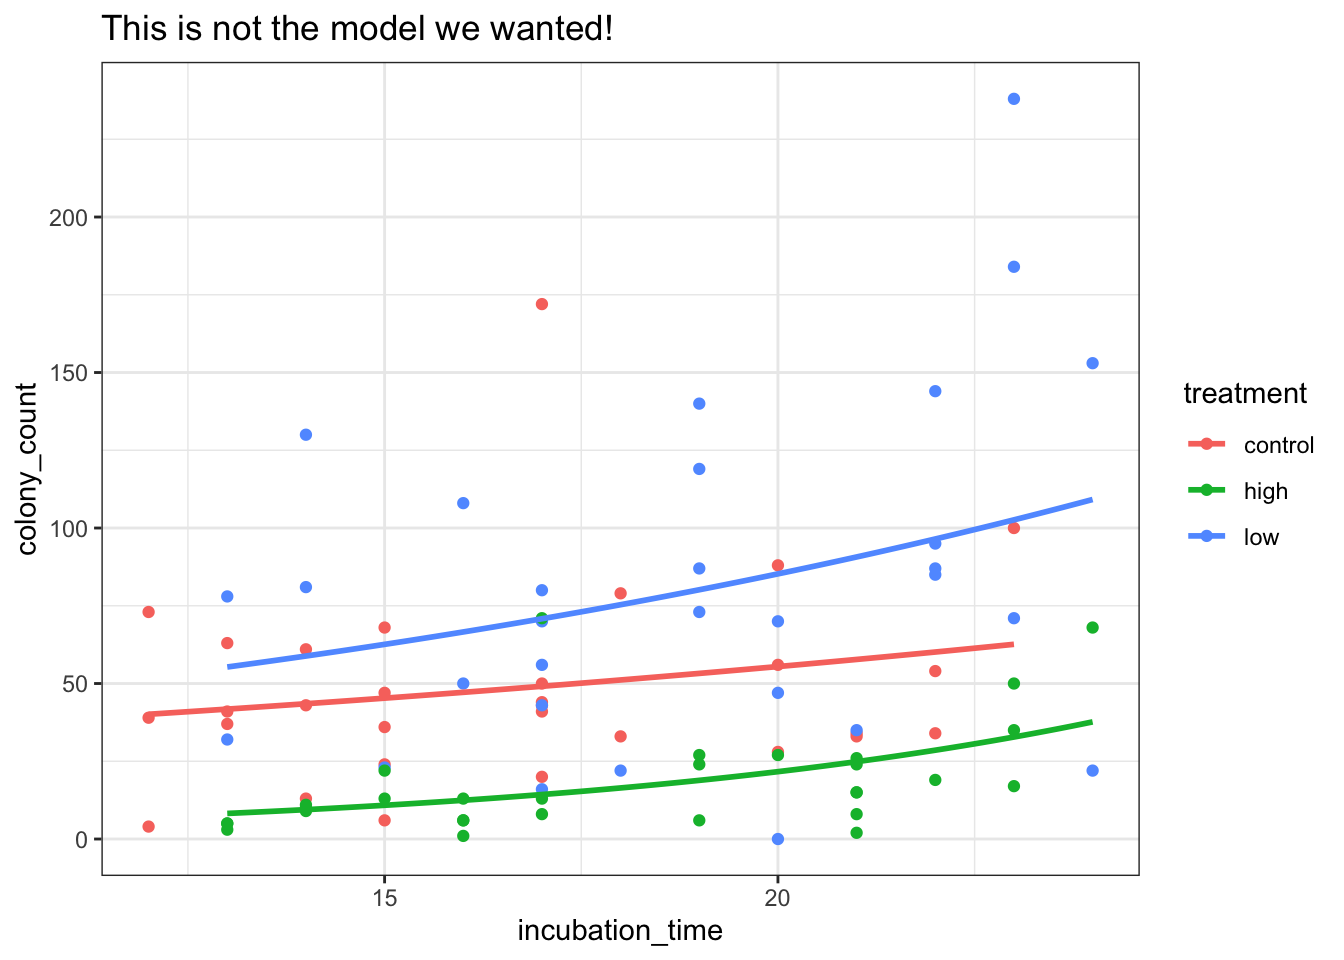 This is not the model we wanted!
colony_count
200
150
100
50
0
15
20
incubation_time
treatment
control
high
low